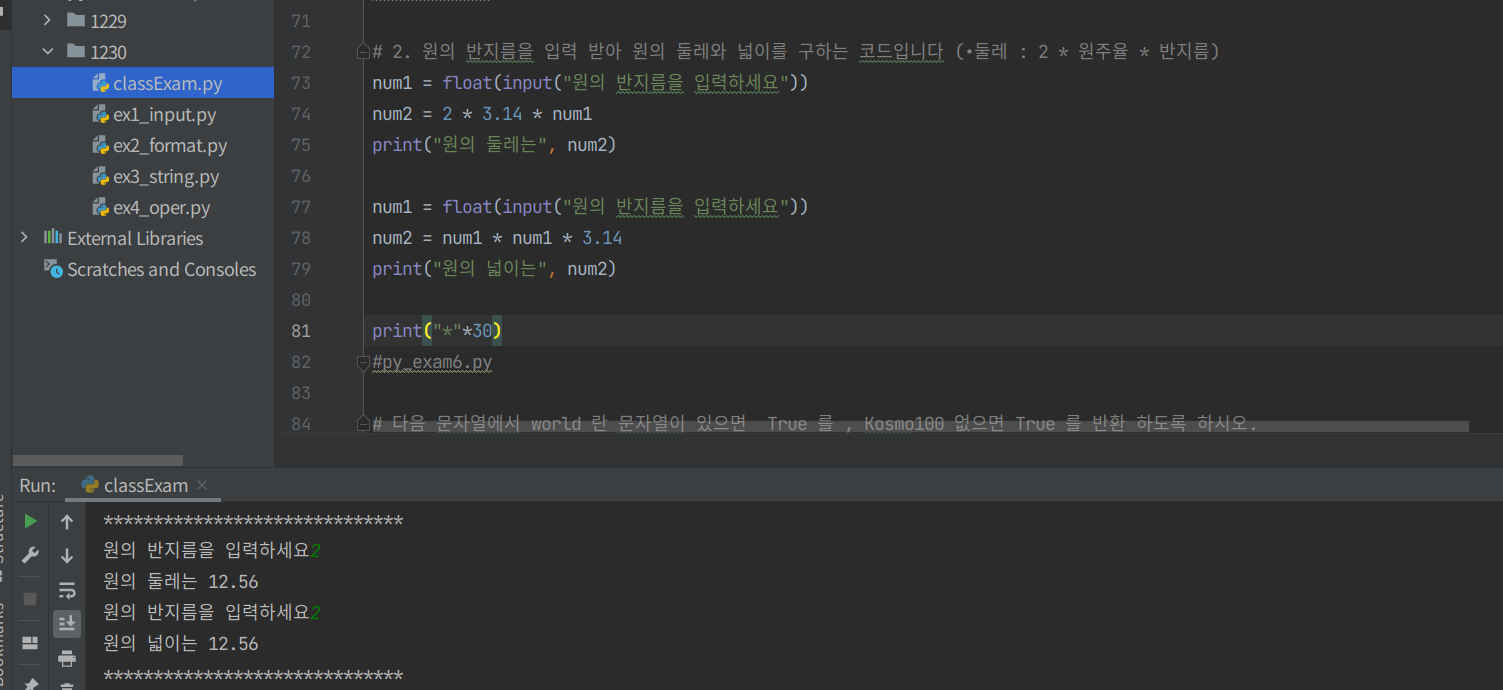 1229
1230
classExam.py
ex1_input.py
ex2_format.py
ex3_string.py
ex4_oper.py
External Libraries
Scratches and Consoles
71
72 # 2. 원의 반지름을 입력 받아 원의 둘레와 넓이를 구하는 코드입니다 (•둘레 : 2 * 원주율 * 반지름)
73 num1 = float(input("원의 반지름을 입력하세요"))
74 num2 = 2 * 3.14 * num1
75 print("원의 둘레는", num2)
76
77 num1 = float(input("원의 반지름을 입력하세요"))
78 num2 = num1 * num1 * 3.14
79 print("원의 넓이는", num2)
80
81 print("*"*30)
82 #py_exam6.py
83
84 # 다음 문자열에서 world 란 문자열이 있으면  True 를 , Kosmo100 없으면 True 를 반환 하도록 하시오.
Run: classExam
******************************
원의 반지름을 입력하세요2
원의 둘레는 12.56
원의 반지름을 입력하세요2
원의 넓이는 12.56
******************************